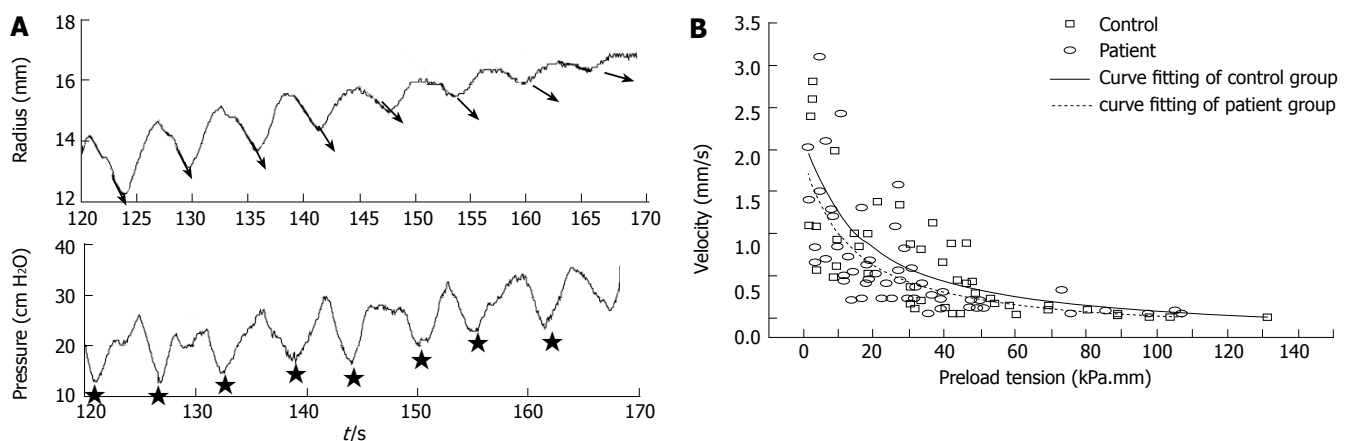 A
18
16
14
12
Radius (mm)
120 125 130 135 140 145 150 155 160 165 170
40
30
20
10
Pressure (cm H₂O)
120 130 140 150 160 170
t/s
B
3.5
3.0
2.5
2.0
1.5
1.0
0.5
0.0
Velocity (mm/s)
0 20 40 60 80 100 120 140
Preload tension (kPa.mm)
Control
Patient
Curve fitting of control group
curve fitting of patient group